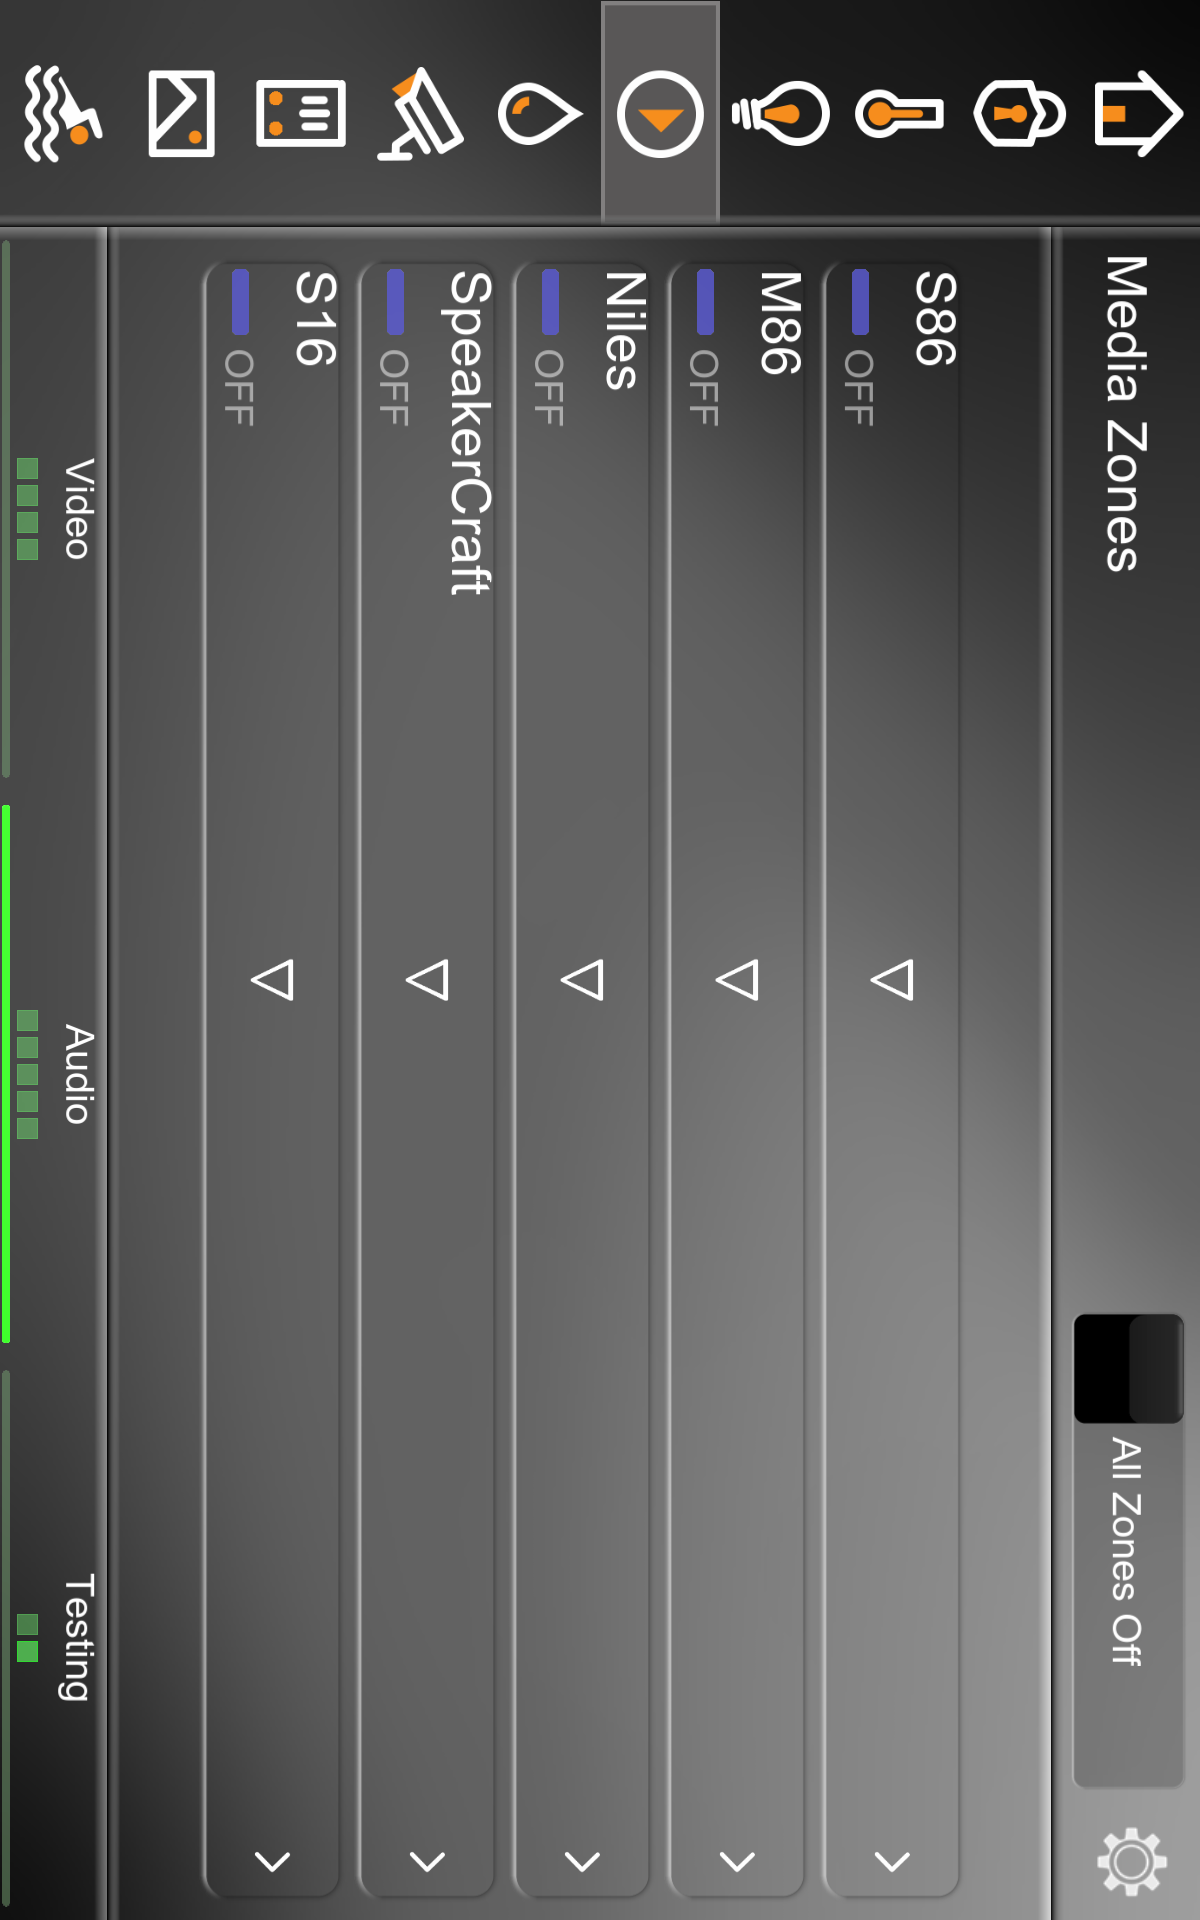 Media Zones
All Zones Off
S86
OFF
M86
OFF
Niles
OFF
SpeakerCraft
OFF
S16
OFF
Video
Audio
Testing